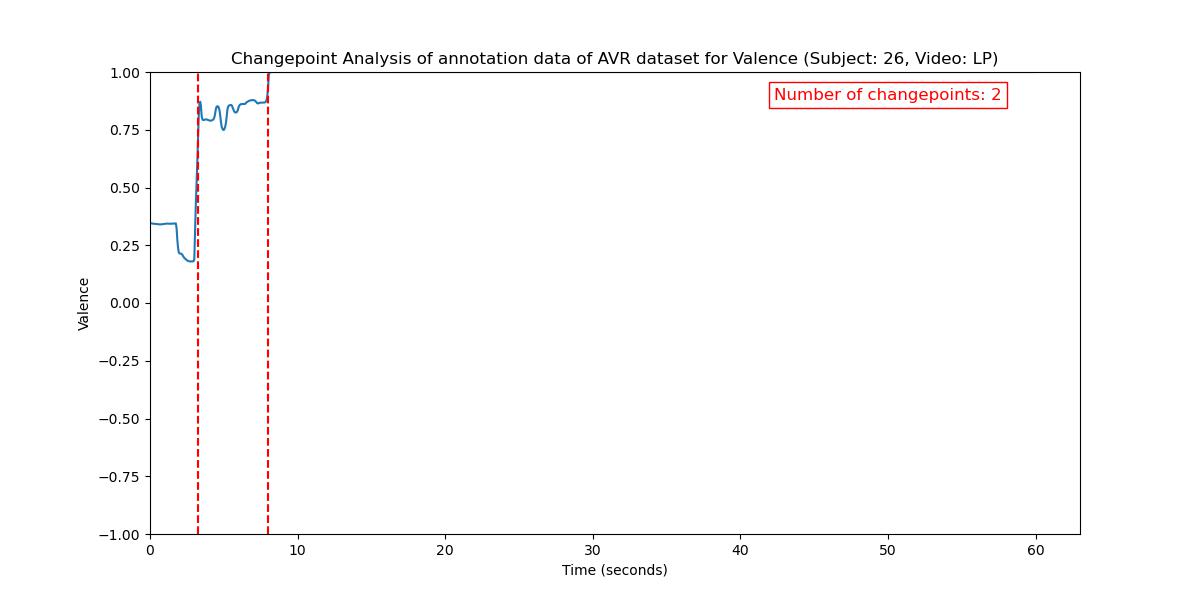 Changepoint Analysis of annotation data of AVR dataset for Valence (Subject: 26, Video: LP)
Number of changepoints: 2
1.00
0.75
0.50
0.25
0.00
−0.25
−0.50
−0.75
−1.00
Valence
0 10 20 30 40 50 60
Time (seconds)